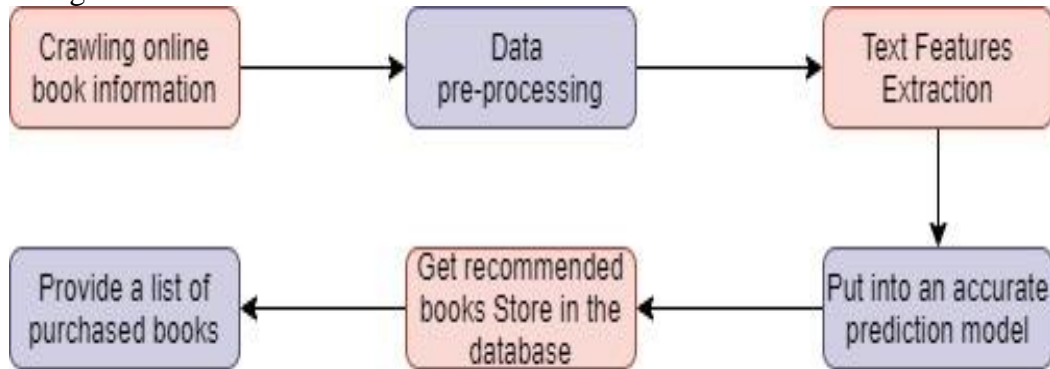 Crawling online
book information
Data
pre-processing
Text Features
Extraction
Put into an accurate
prediction model
Get recommended
books Store in the
database
Provide a list of
purchased books